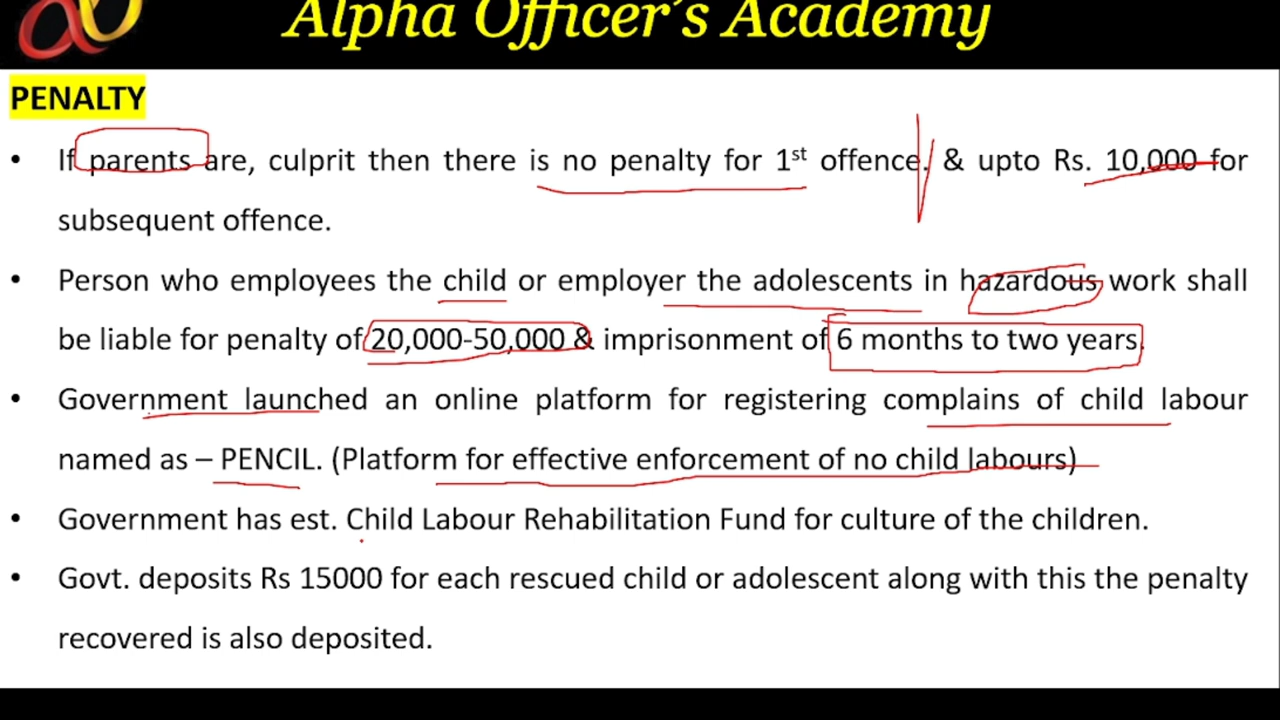 Alpha Officer's Academy
PENALTY
• If parents are, culprit then there is no penalty for 1st offence. & upto Rs. 10,000 for
subsequent offence.
• Person who employees the child or employer the adolescents in hazardous work shall
be liable for penalty of 20,000-50,000 & imprisonment of 6 months to two years.
• Government launched an online platform for registering complains of child labour
named as – PENCIL. (Platform for effective enforcement of no child labours)
• Government has est. Child Labour Rehabilitation Fund for culture of the children.
• Govt. deposits Rs 15000 for each rescued child or adolescent along with this the penalty
recovered is also deposited.